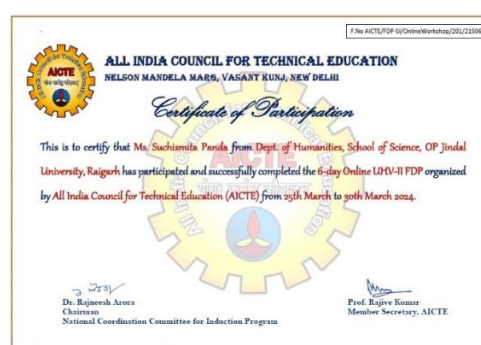 F.No AICTE/FDP-SI/OnlineWorkshop/201/21506
AICTE
ALL INDIA COUNCIL FOR TECHNICAL EDUCATION
NELSON MANDELA MARG, VASANT KUNJ, NEW DELHI
Certificate of Participation
This is to certify that Ms. Suchismita Panda from Dept. of Humanities, School of Science, OP Jindal
University, Raigarh has participated and successfully completed the 6-day Online UHV-II FDP organized
by All India Council for Technical Education (AICTE) from 25th March to 30th March 2024.
Dr. Rajneesh Arora
Chairman
National Coordination Committee for Induction Program
Prof. Rajive Kumar
Member Secretary, AICTE